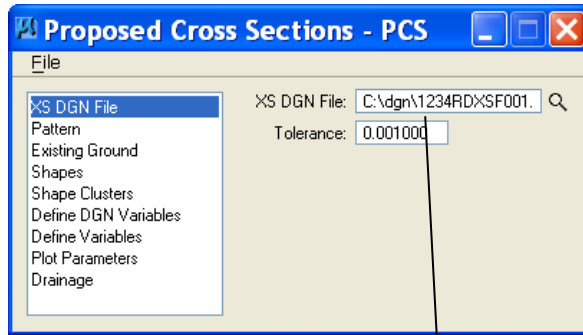 Proposed Cross Sections - PCS
File
XS DGN File
Pattern
Existing Ground
Shapes
Shape Clusters
Define DGN Variables
Define Variables
Plot Parameters
Drainage
XS DGN File: C:\dgn\1234RDXSF001.
Tolerance: 0.001000